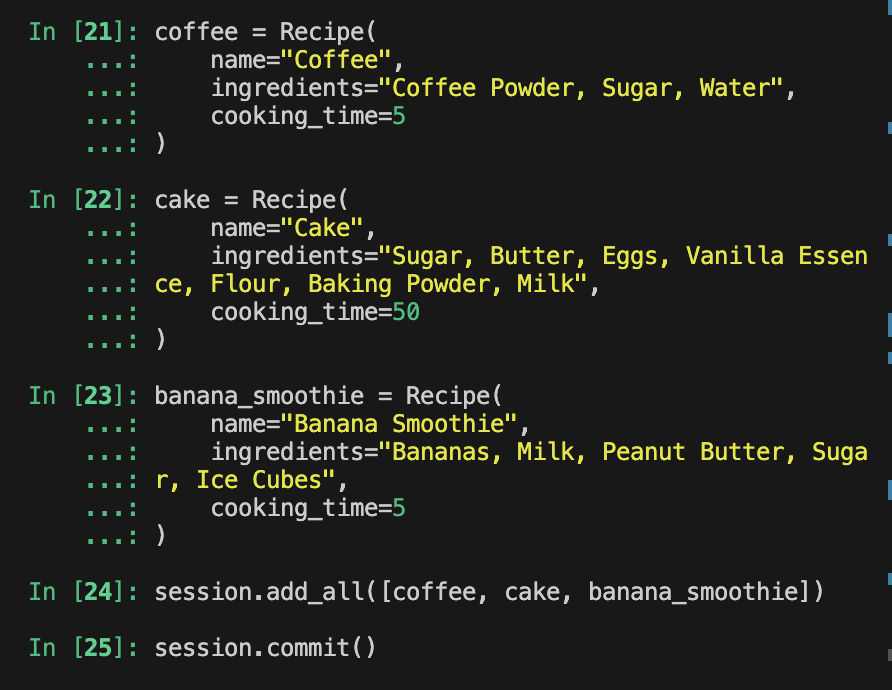 In [21]: coffee = Recipe(
    ...:     name="Coffee",
    ...:     ingredients="Coffee Powder, Sugar, Water",
    ...:     cooking_time=5
    ...: )
In [22]: cake = Recipe(
    ...:     name="Cake",
    ...:     ingredients="Sugar, Butter, Eggs, Vanilla Essen
    ...: ce, Flour, Baking Powder, Milk",
    ...:     cooking_time=50
    ...: )
In [23]: banana_smoothie = Recipe(
    ...:     name="Banana Smoothie",
    ...:     ingredients="Bananas, Milk, Peanut Butter, Suga
    ...: r, Ice Cubes",
    ...:     cooking_time=5
    ...: )
In [24]: session.add_all([coffee, cake, banana_smoothie])
In [25]: session.commit()